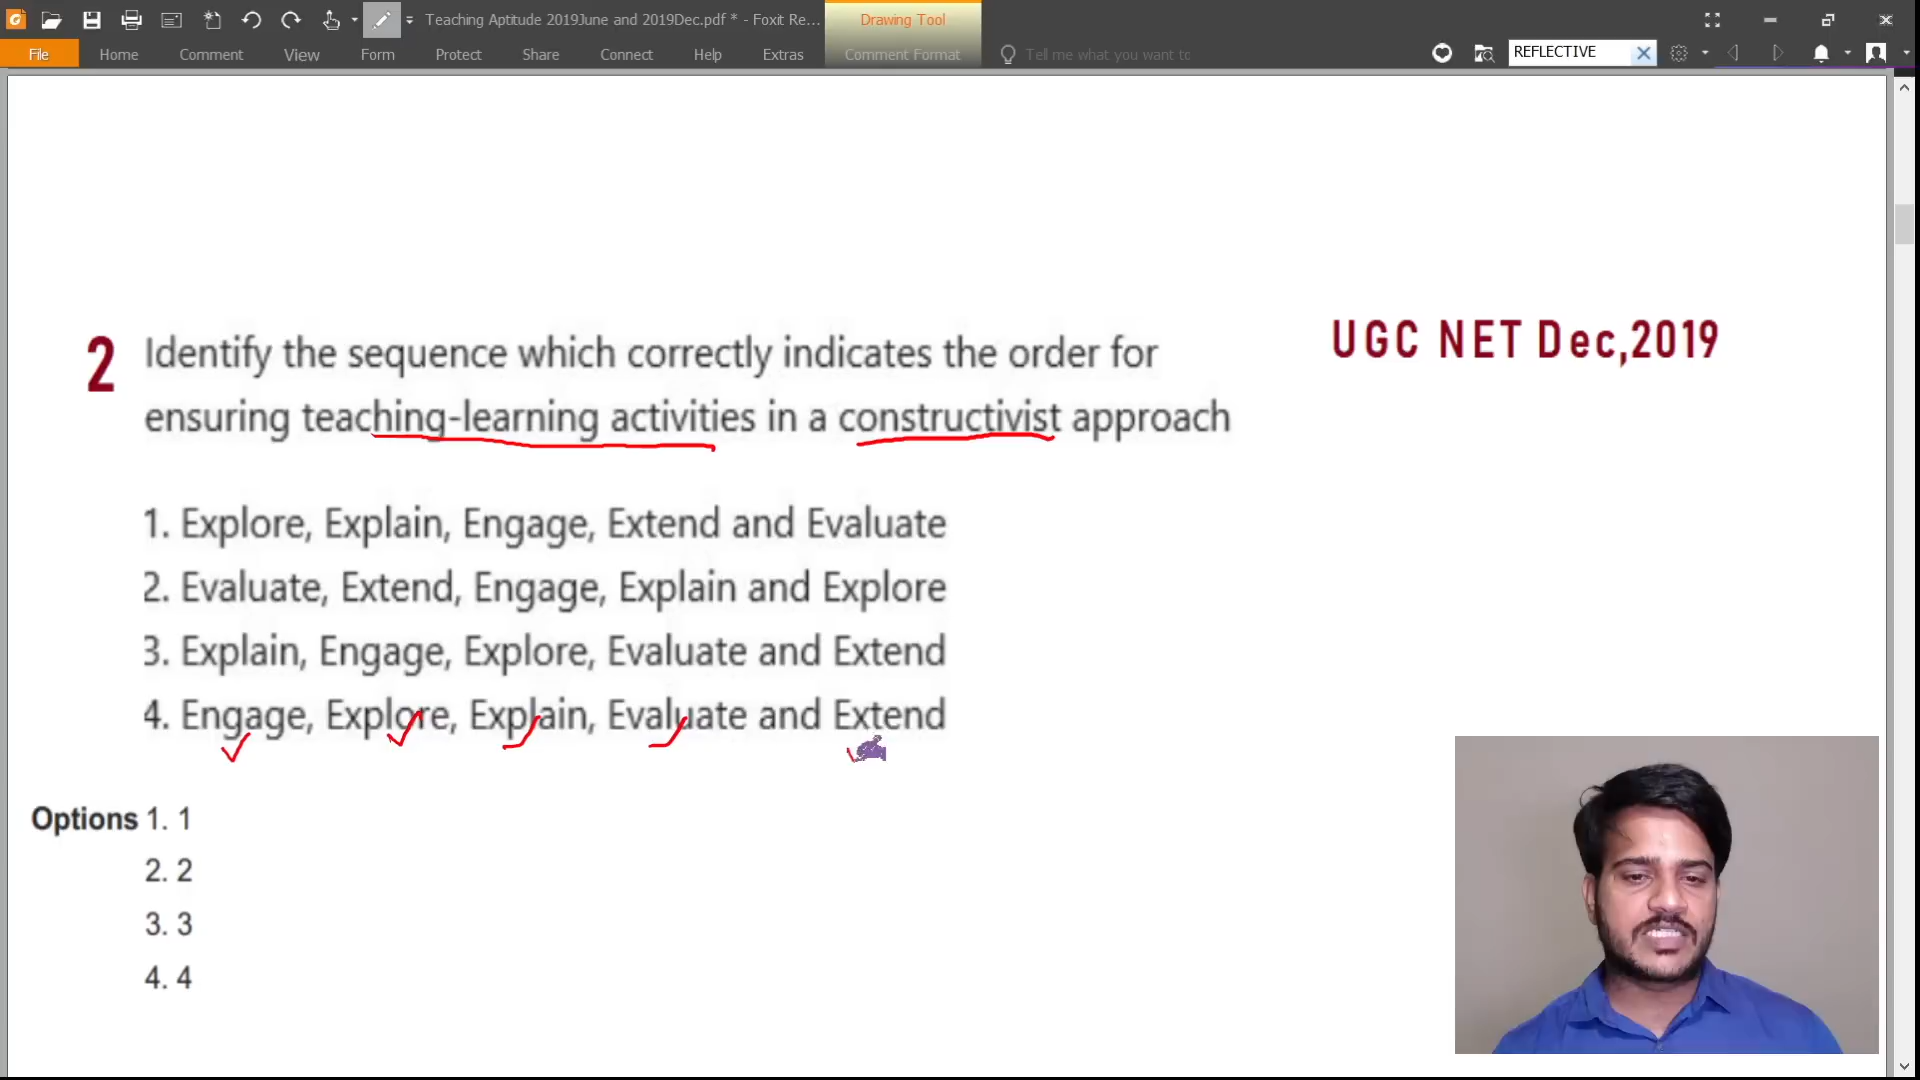 Teaching Aptitude 2019June and 2019Dec.pdf * - Foxit Re...
Drawing Tool
File
Home
Comment
View
Form
Protect
Share
Connect
Help
Extras
Comment Format
Tell me what you want to
REFLECTIVE
UGC NET Dec,2019
2 Identify the sequence which correctly indicates the order for
ensuring teaching-learning activities in a constructivist approach
1. Explore, Explain, Engage, Extend and Evaluate
2. Evaluate, Extend, Engage, Explain and Explore
3. Explain, Engage, Explore, Evaluate and Extend
4. Engage, Explore, Explain, Evaluate and Extend
Options 1. 1
2. 2
3. 3
4. 4